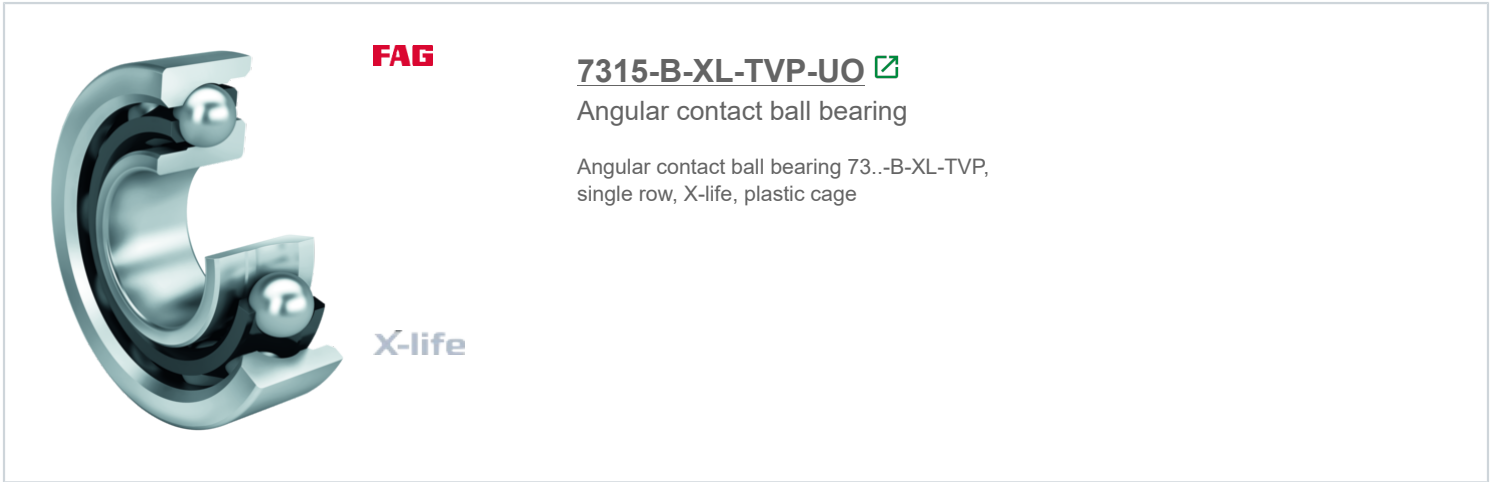 FAG
7315-B-XL-TVP-UO
Angular contact ball bearing
Angular contact ball bearing 73..-B-XL-TVP,
single row, X-life, plastic cage
X-life